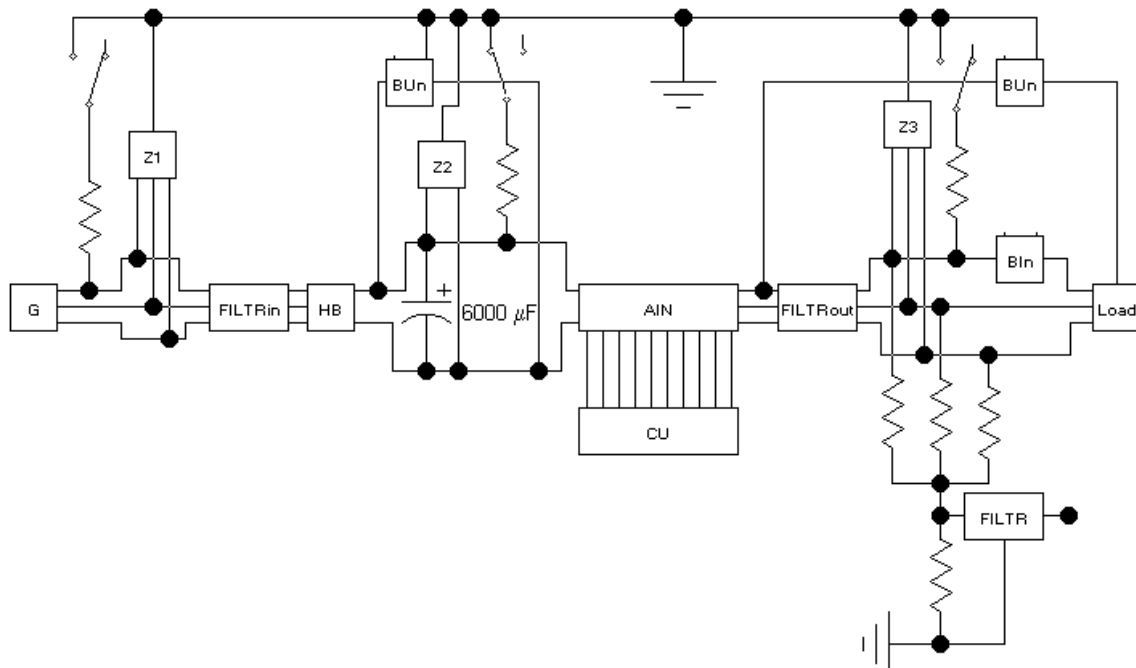 BUn
BUn
Z1
Z2
Z3
BIn
G
FILTRin
HB
+
6000 µF
AIN
FILTRout
Load
CU
FILTR